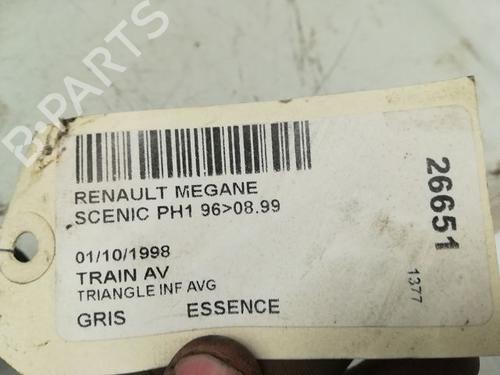 B-PARTS
RENAULT MEGANE
SCENIC PH1 96>08.99
01/10/1998
TRAIN AV
TRIANGLE INF AVG
GRIS ESSENCE
26651
1377